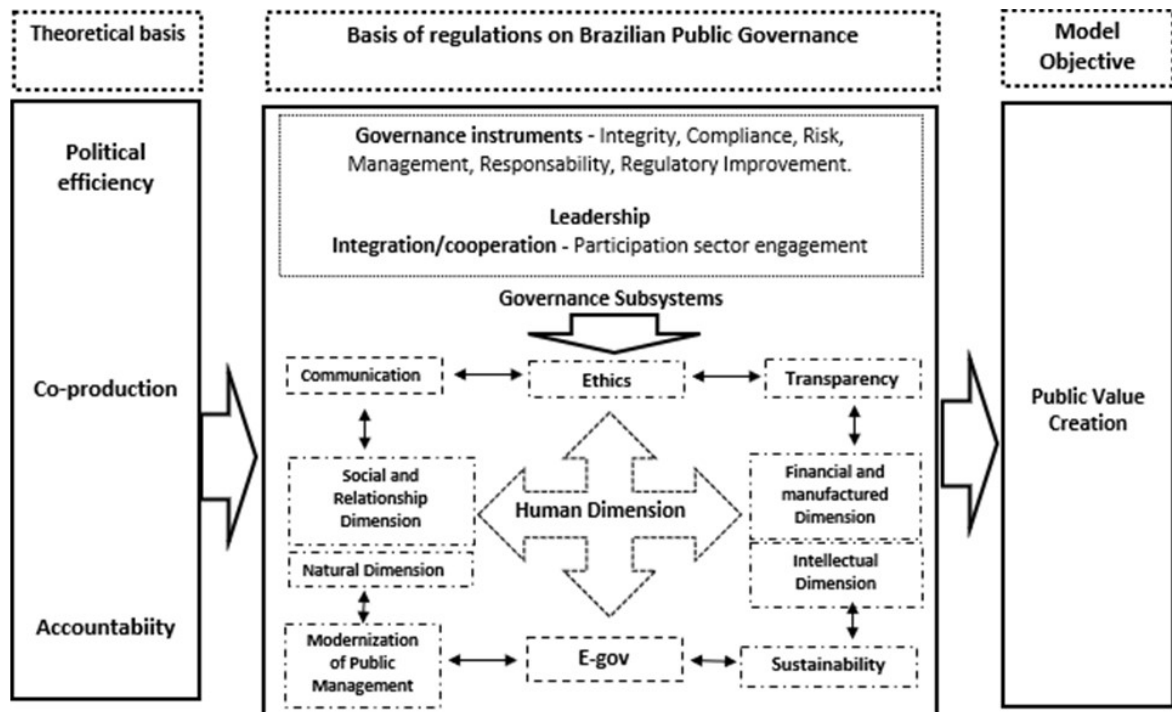 Theoretical basis
Basis of regulations on Brazilian Public Governance
Model
Objective
Political
efficiency
Co-production
Accountabiity
Governance instruments - Integrity, Compliance, Risk,
Management, Responsability, Regulatory Improvement.
Leadership
Integration/cooperation - Participation sector engagement
Governance Subsystems
Communication
Ethics
Transparency
Social and
Relationship
Dimension
Human Dimension
Financial and
manufactured
Dimension
Natural Dimension
Intellectual
Dimension
Modernization
of Public
Management
E-gov
Sustainability
Public Value
Creation